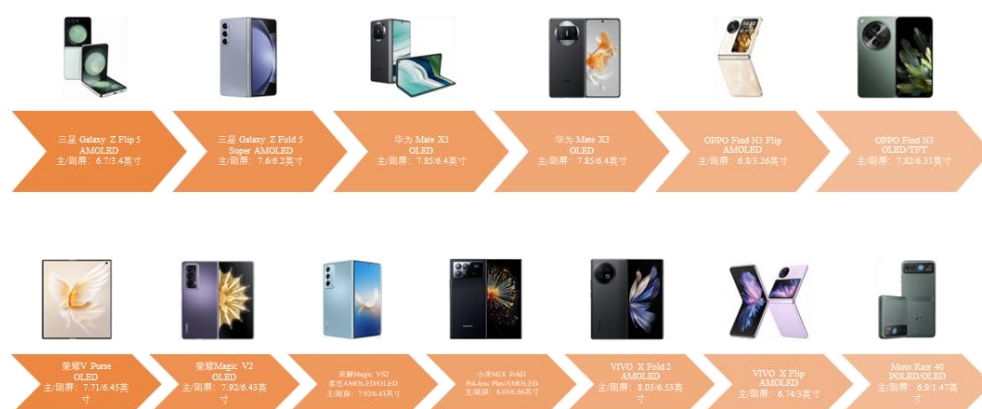 三星 Galaxy Z Flip 5
AMOLED
主/副屏：6.7/3.4英寸
三星 Galaxy Z Fold 5
Super AMOLED
主/副屏：7.6/6.2英寸
华为 Mate X5
OLED
主/副屏：7.85/6.4英寸
华为 Mate X3
OLED
主/副屏：7.85/6.4英寸
OPPO Find N3 Flip
AMOLED
主/副屏：6.8/3.26英寸
OPPO Find N3
OLED/TFT
主/副屏：7.82/6.31英寸
荣耀V Purse
OLED
主/副屏：7.71/6.45英
寸
荣耀Magic V2
OLED
主/副屏：7.92/6.43英
寸
荣耀Magic VS2
柔性AMOLED/OLED
主/副屏：7.92/6.43英寸
小米MIX Fold3
Pol-less Plus/AMOLED
主/副屏：8.03/6.56英寸
VIVO X Fold 2
AMOLED
主/副屏：8.03/6.53英
寸
VIVO X Flip
AMOLED
主/副屏：6.74/3英寸
Moto Razr 40
POLED/OLED
主/副屏：6.9/1.47英
寸